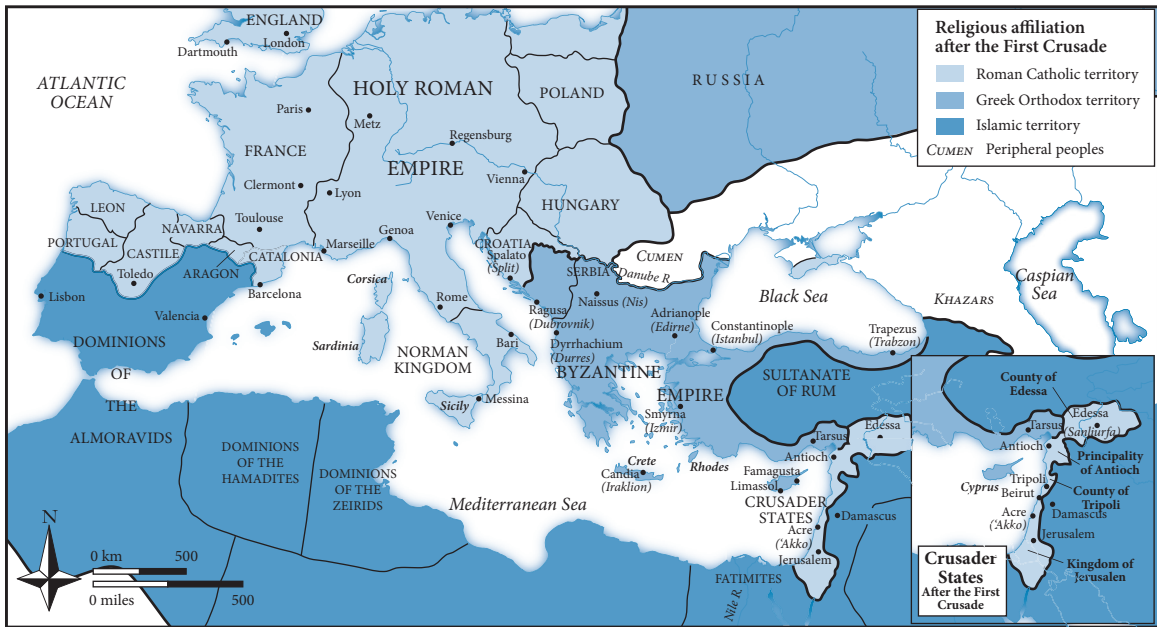 ENGLAND
London
Dartmouth
ATLANTIC
OCEAN
HOLY ROMAN
EMPIRE
POLAND
RUSSIA
Paris
Metz
Regensburg
FRANCE
Clermont
Lyon
Vienna
HUNGARY
LEON
NAVARRA
Toulouse
Venice
Genoa
Marseille
PORTUGAL
CASTILE
ARAGON
CATALONIA
Toledo
Barcelona
Corsica
CROATIA
Spalato
(Split)
SERBIA
CUMEN
Danube R
Naissus (Nis)
Lisbon
Valencia
Rome
Ragusa
(Dubrovnik)
Adrianople
(Edirne)
Black Sea
KHAZARS
Caspian
Sea
Constantinople
(Istanbul)
Trapezus
(Trabzon)
Bari
Dyrrhachium
(Durres)
Sardinia
NORMAN
KINGDOM
BYZANTINE
EMPIRE
SULTANATE
OF RUM
Sicily
Messina
Smyrna
(Izmir)
DOMINIONS
OF
THE
ALMORAVIDS
DOMINIONS
OF THE
HAMADITES
DOMINIONS
OF THE
ZEIRIDS
Tarsus
Edessa
Antioch
Crete
Candia
(Iraklion)
Rhodes
Famagusta
Limassol
Mediterranean Sea
CRUSADER
STATES
Damascus
Acre
('Akko)
Jerusalem
FATIMITES
Nile R.
N
0 km 500
0 miles 500
Religious affiliation
after the First Crusade
Roman Catholic territory
Greek Orthodox territory
Islamic territory
CUMEN Peripheral peoples
County of
Edessa
Edessa
(Sanliurfa)
Tarsus
Antioch
Principality
of Antioch
Cyprus
Tripoli
Beirut
County of
Tripoli
Acre
('Akko)
Damascus
Jerusalem
Kingdom of
Jerusalen
Crusader
States
After the First
Crusade